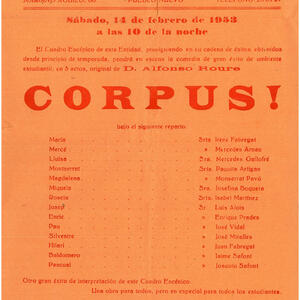 Sábado, 14 de febrero de 1953
a las 10 de la noche
El Cuadro Escénico de esta Entidad, prosiguiendo en su cadena de éxitos obtenidos
desde principio de temporada, pondrá en escena la comedia de gran éxito de ambiente
estudiantil, en 3 actos, original de D. Alfonso Roure
CORPUS!
bajo el siguiente reparto:
Maria Srta. Irene Fabregat
Mercé » Mercedes Arnau
Lluisa Sra. Mercedes Gallofré
Montserrat Srta. Paquita Artigas
Magdalena » Montserrat Pavó
Miquela Sra. Josefina Boquera
Roseta Srta. Isabel Martínez
Josep Sr. Luis Alois
Enric » Enrique Prades
Pau » José Vidal
Silvestre » José Miralles
Hilari » Juan Fabregat
Baldomero » Jaime Safont
Pascual » Joaquín Safont
Otro gran éxito de interpretación de este Cuadro Escénico.
Una obra para todos, pero en especial para todos los estudiantes.